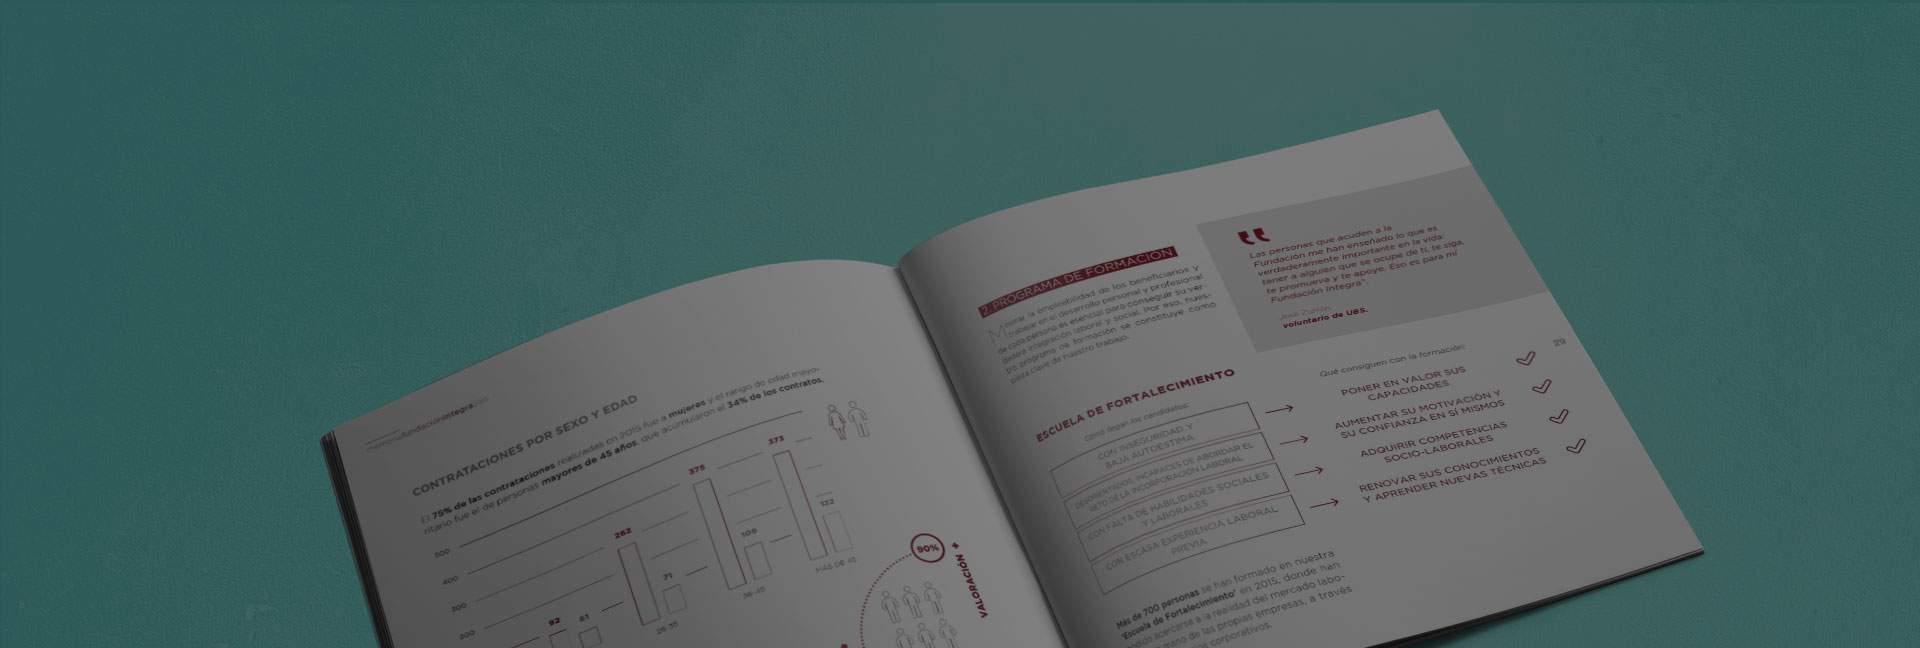 memoriafundaciónintegra2015
CONTRATACIONES POR SEXO Y EDAD
El 75% de las contrataciones realizadas en 2015 fue a mujeres y el rango de edad mayo-
ritario fue el de personas mayores de 45 años, que acumularon el 34% de los contratos.
500
400
300
200
92
61
262
71
26-35
375
109
36-45
373
122
MÁS DE 45
90%
+
VALORACIÓN
2. PROGRAMA DE FORMACIÓN
Mejorar la empleabilidad de los beneficiarios y
trabajar en el desarrollo personal y profesional
de cada persona es esencial para conseguir su ver-
dadera integración laboral y social. Por eso, nues-
tro programa de formación se constituye como
pieza clave de nuestro trabajo.
Las personas que acuden a la
Fundación me han enseñado lo que es
verdaderamente importante en la vida:
tener a alguien que se ocupe de ti, te siga,
te promueva y te apoye. Eso es para mí
Fundación Integra".
José Zurrón,
voluntario de UBS.
29
ESCUELA DE FORTALECIMIENTO
Cómo llegan los candidatos:
CON INSEGURIDAD Y
BAJA AUTOESTIMA
DESORIENTADOS, INCAPACES DE ABORDAR EL
RETO DE LA INCORPORACIÓN LABORAL
CON FALTA DE HABILIDADES SOCIALES
Y LABORALES
CON ESCASA EXPERIENCIA LABORAL
PREVIA
Qué consiguen con la formación:
PONER EN VALOR SUS
CAPACIDADES
AUMENTAR SU MOTIVACIÓN Y
SU CONFIANZA EN SÍ MISMOS
ADQUIRIR COMPETENCIAS
SOCIO-LABORALES
RENOVAR SUS CONOCIMIENTOS
Y APRENDER NUEVAS TÉCNICAS
Más de 700 personas se han formado en nuestra
'Escuela de Fortalecimiento' en 2015, donde han
podido acercarse a la realidad del mercado labo-
mano de las propias empresas, a través
corporativos.